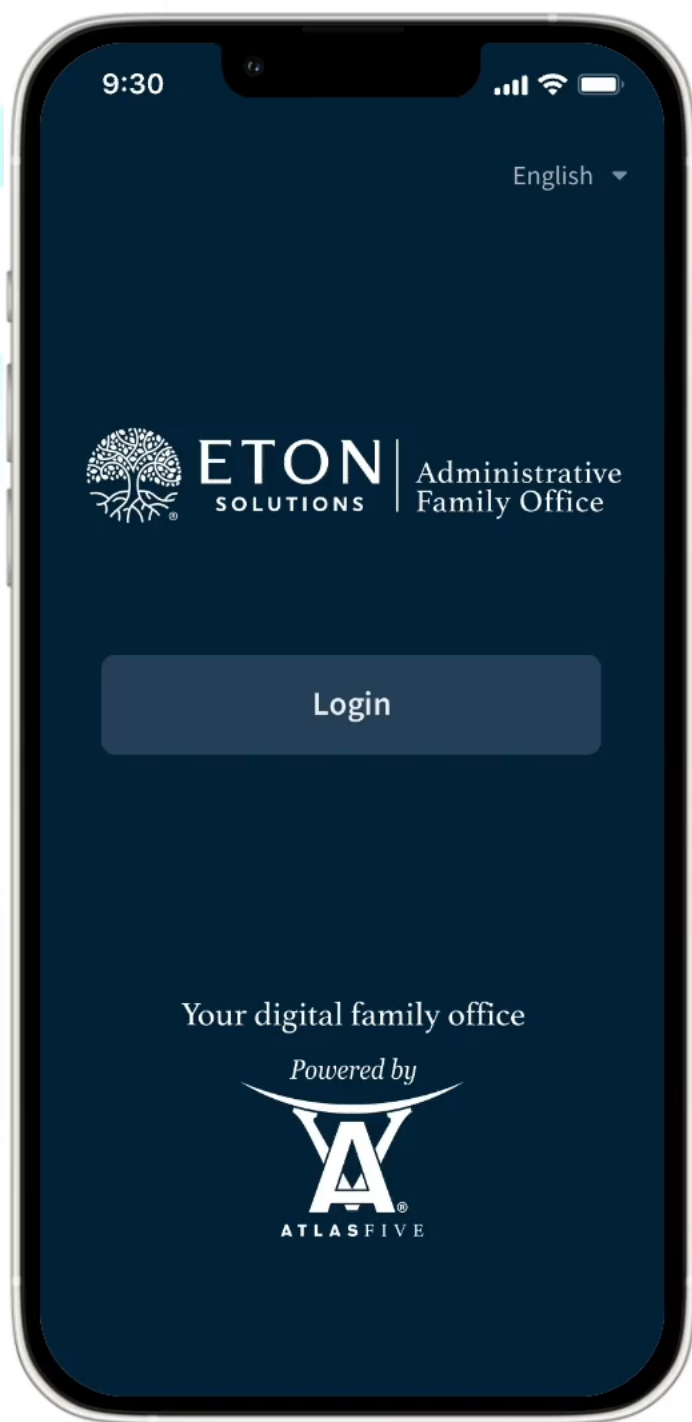 9:30
English
ETON
SOLUTIONS
®
Administrative
Family Office
Login
Your digital family office
Powered by
A
®
ATLASFIVE